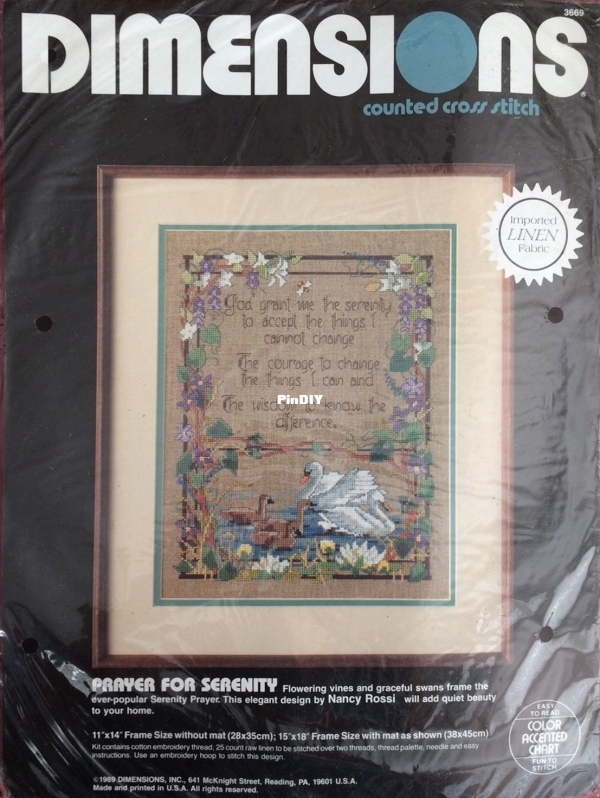 3669
DIMENSIONS
®
counted cross stitch
Imported
LINEN
Fabric
God grant me the serenity
to accept the things I
cannot change
The courage to change
the things I can and
The wisdom to know the
difference.
PinDIY
PRAYER FOR SERENITY Flowering vines and graceful swans frame the
ever-popular Serenity Prayer. This elegant design by Nancy Rossi will add quiet beauty
to your home.
11"x14" Frame Size without mat (28x35cm); 15"x18" Frame Size with mat as shown (38x45cm)
Kit contains cotton embroidery thread, 25 count raw linen to be stitched over two threads, thread palette, needle and easy
instructions. Use an embroidery hoop to stitch this design.
©1989 DIMENSIONS, INC., 641 McKnight Street, Reading, PA, 19601 U.S.A.
Made and printed in U.S.A. All rights reserved.
EASY
TO READ
COLOR
ACCENTED
CHART
FUN TO
STITCH